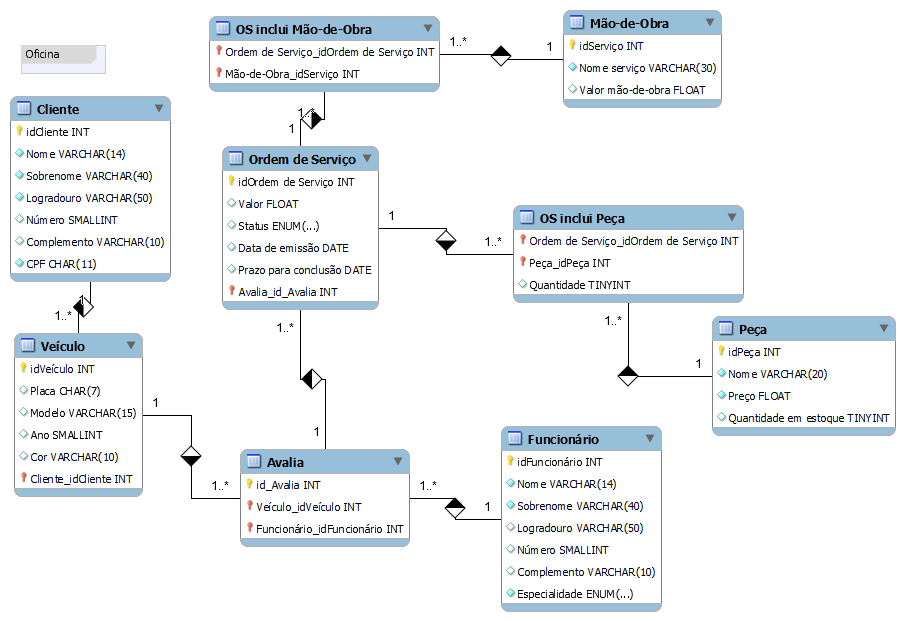 Oficina
OS inclui Mão-de-Obra
Ordem de Serviço_idOrdem de Serviço INT
Mão-de-Obra_idServiço INT
1..*
1
Mão-de-Obra
idServiço INT
Nome serviço VARCHAR(30)
Valor mão-de-obra FLOAT
1..*
1
Cliente
idCliente INT
Nome VARCHAR(14)
Sobrenome VARCHAR(40)
Logradouro VARCHAR(50)
Número SMALLINT
Complemento VARCHAR(10)
CPF CHAR(11)
1
1..*
Ordem de Serviço
idOrdem de Serviço INT
Valor FLOAT
Status ENUM(...)
Data de emissão DATE
Prazo para conclusão DATE
Avalia_id_Avalia INT
1
1..*
OS inclui Peça
Ordem de Serviço_idOrdem de Serviço INT
Peça_idPeça INT
Quantidade TINYINT
1..*
1
Peça
idPeça INT
Nome VARCHAR(20)
Preço FLOAT
Quantidade em estoque TINYINT
Veículo
idVeículo INT
Placa CHAR(7)
Modelo VARCHAR(15)
Ano SMALLINT
Cor VARCHAR(10)
Cliente_idCliente INT
1
1..*
1..*
1
Avalia
id_Avalia INT
Veículo_idVeículo INT
Funcionário_idFuncionário INT
1..*
1
Funcionário
idFuncionário INT
Nome VARCHAR(14)
Sobrenome VARCHAR(40)
Logradouro VARCHAR(50)
Número SMALLINT
Complemento VARCHAR(10)
Especialidade ENUM(...)